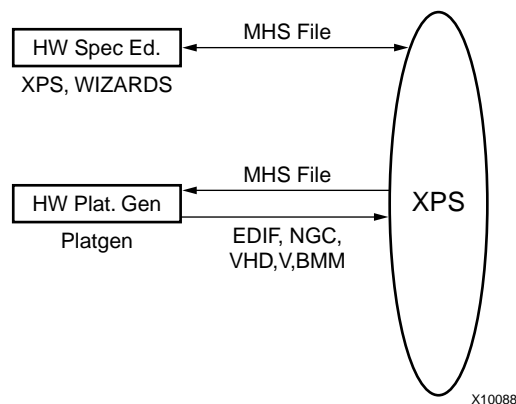 HW Spec Ed.
MHS File
XPS, WIZARDS
MHS File
HW Plat. Gen
XPS
Platgen
EDIF, NGC,
VHD,V,BMM
X10088